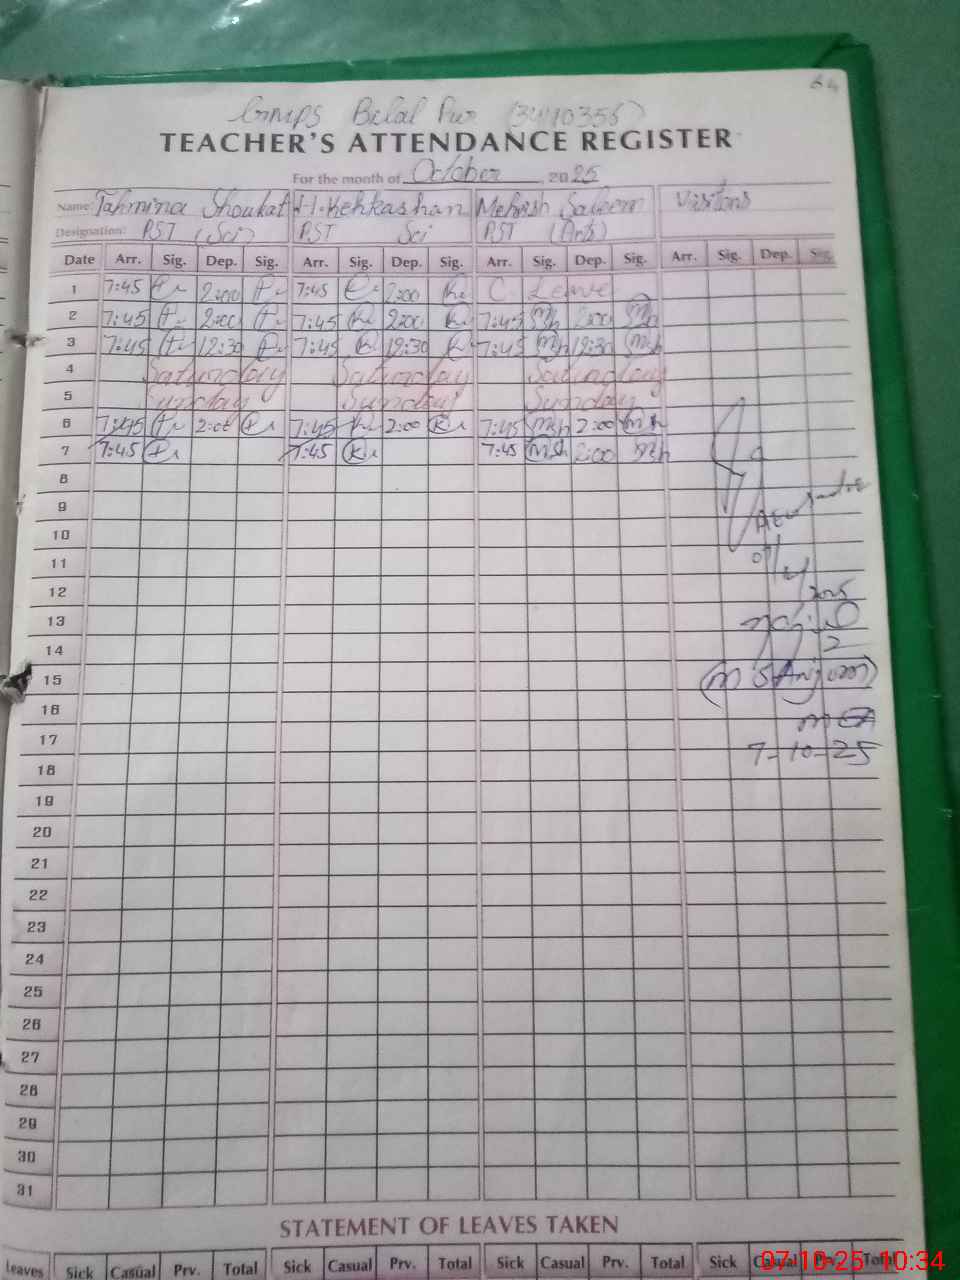 64
GMPS Bilal Pur (34410356)
TEACHER'S ATTENDANCE REGISTER
For the month of October, 2025
Name: Tahmina Shoukat H. Kehkashan Mehrish Saleem Visitors
Designation: PST (Sci) PST Sci PST (Arts)
Date Arr. Sig. Dep. Sig. Arr. Sig. Dep. Sig. Arr. Sig. Dep. Sig. Arr. Sig. Dep. Sig.
1 7:45 2:00 7:45 2:00 C. Leave
2 7:45 2:00 7:45 2:00 7:45 2:00
3 7:45 12:30 7:45 12:30 7:45 12:30
4 Saturday Saturday Saturday
5 Sunday Sunday Sunday
6 7:45 2:00 7:45 2:00 7:45 2:00
7 7:45 7:45 7:45 2:00
8
9
10
11
12
13
14
15 (M S Anjum)
16 MEA
17 7-10-25
18
19
20
21
22
23
24
25
26
27
28
29
30
31
STATEMENT OF LEAVES TAKEN
Leaves Sick Casual Prv. Total Sick Casual Prv. Total Sick Casual Prv. Total Sick Casual Prv. Total
07-10-25 10:34